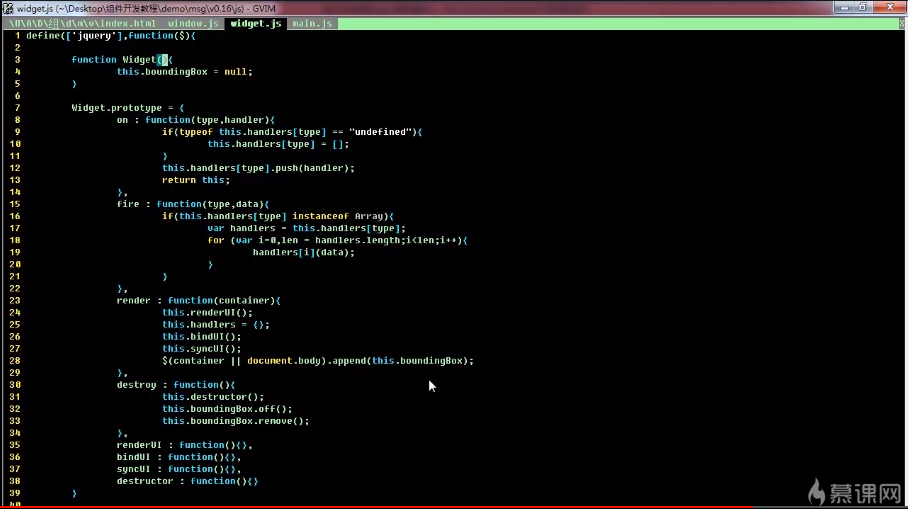 widget.js (~\Desktop\组件开发教程\demo\msg\v0.16\js) - GVIM
\U\A\D\组\d\m\v\index.html window.js widget.js main.js X
1 define(['jquery'],function($){
2
3 function Widget(){
4 this.boundingBox = null;
5 }
6
7 Widget.prototype = {
8 on : function(type,handler){
9 if(typeof this.handlers[type] == "undefined"){
10 this.handlers[type] = [];
11 }
12 this.handlers[type].push(handler);
13 return this;
14 },
15 fire : function(type,data){
16 if(this.handlers[type] instanceof Array){
17 var handlers = this.handlers[type];
18 for (var i=0,len = handlers.length;i<len;i++){
19 handlers[i](data);
20 }
21 }
22 },
23 render : function(container){
24 this.renderUI();
25 this.handlers = {};
26 this.bindUI();
27 this.syncUI();
28 $(container || document.body).append(this.boundingBox);
29 },
30 destroy : function(){
31 this.destructor();
32 this.boundingBox.off();
33 this.boundingBox.remove();
34 },
35 renderUI : function(){},
36 bindUI : function(){},
37 syncUI : function(){},
38 destructor : function(){}
39 }
40
慕课网